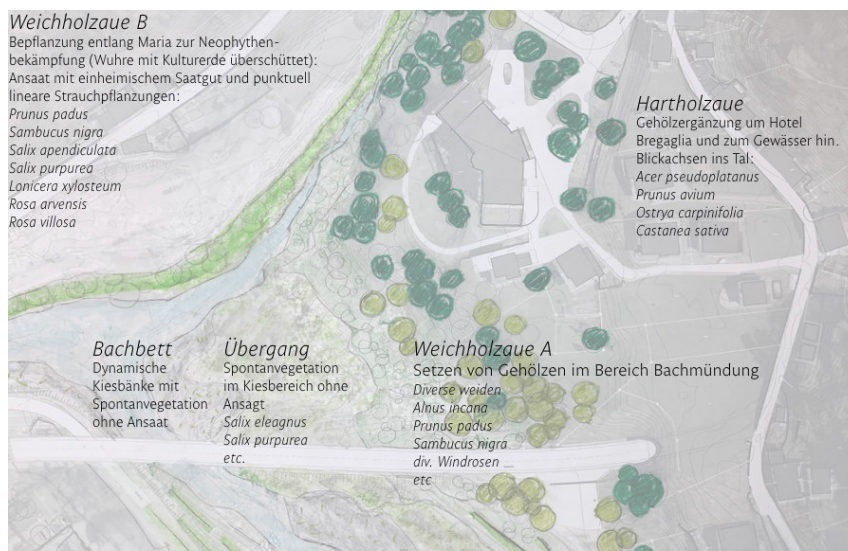 Weichholzaue B
Bepflanzung entlang Maria zur Neophythen-
bekämpfung (Wuhre mit Kulturerde überschüttet):
Ansaat mit einheimischem Saatgut und punktuell
lineare Strauchpflanzungen:
Prunus padus
Sambucus nigra
Salix apendiculata
Salix purpurea
Lonicera xylosteum
Rosa arvensis
Rosa villosa
Hartholzaue
Gehölzergänzung um Hotel
Bregaglia und zum Gewässer hin.
Blickachsen ins Tal:
Acer pseudoplatanus
Prunus avium
Ostrya carpinifolia
Castanea sativa
Bachbett
Dynamische
Kiesbänke mit
Spontanvegetation
ohne Ansaat
Übergang
Spontanvegetation
im Kiesbereich ohne
Ansagt
Salix eleagnus
Salix purpurea
etc.
Weichholzaue A
Setzen von Gehölzen im Bereich Bachmündung
Diverse weiden
Alnus incana
Prunus padus
Sambucus nigra
div. Windrosen ...
etc